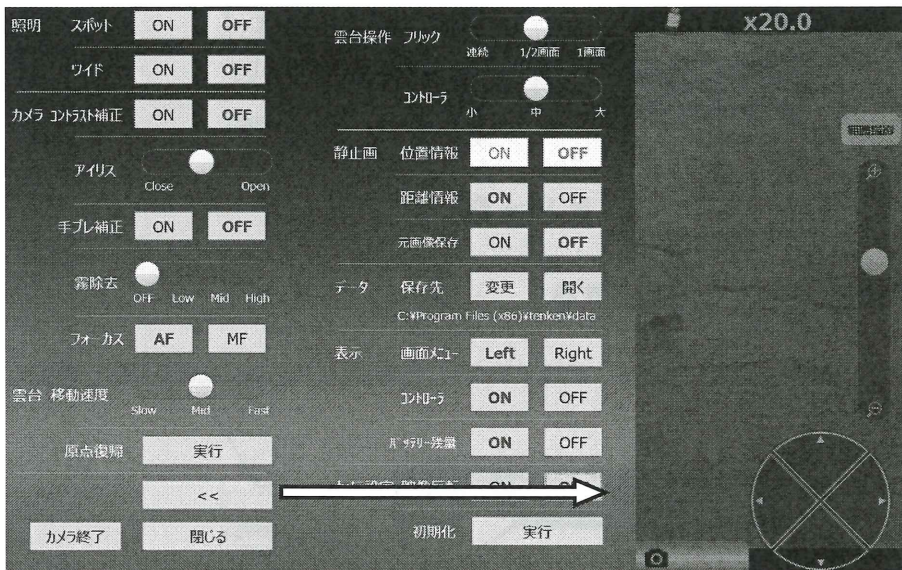 照明 スポット ON OFF
ワイド ON OFF
カメラ コントラスト補正 ON OFF
アイリス
Close Open
手ブレ補正 ON OFF
霧除去
OFF Low Mid High
フォーカス AF MF
雲台 移動速度
Slow Mid Fast
原点復帰 実行
<<
カメラ終了 閉じる
雲台操作 フリック
連続 1/2画面 1画面
コントローラ
小 中 大
静止画 位置情報 ON OFF
距離情報 ON OFF
元画像保存 ON OFF
データ 保存先 変更 開く
C:¥Program Files (x86)¥tenken¥data
表示 画面メニュー Left Right
コントローラ ON OFF
バッテリー残量 ON OFF
映像反転 ON
初期化 実行
x20.0